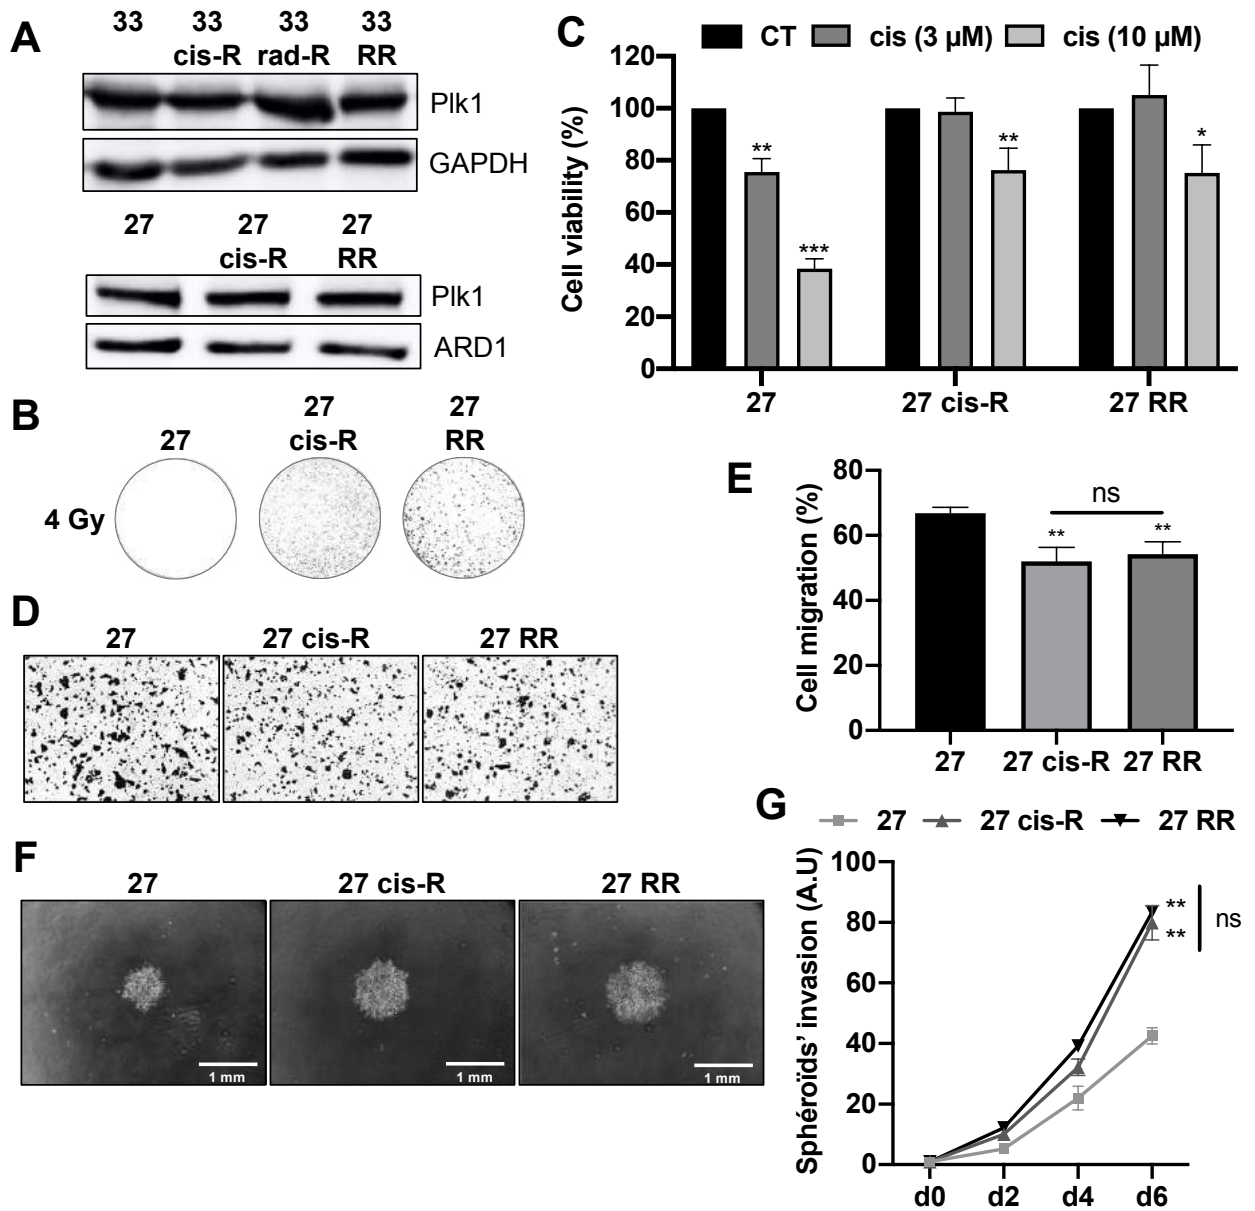 A
33 33 33 33
cis-R rad-R RR
Plk1
GAPDH
27 27 27
cis-R RR
Plk1
ARD1
B
27 27 27
cis-R RR
4 Gy
C
CT cis (3 µM) cis (10 µM)
Cell viability (%)
120
100
80
60
40
20
0
** *** ** *
27 27 cis-R 27 RR
D
27 27 cis-R 27 RR
E
Cell migration (%)
80
60
40
20
0
ns
** **
27 27 cis-R 27 RR
F
27 27 cis-R 27 RR
1 mm 1 mm 1 mm
G
27 27 cis-R 27 RR
Sphéroïds’ invasion (A.U)
100
80
60
40
20
0
**
**
ns
d0 d2 d4 d6